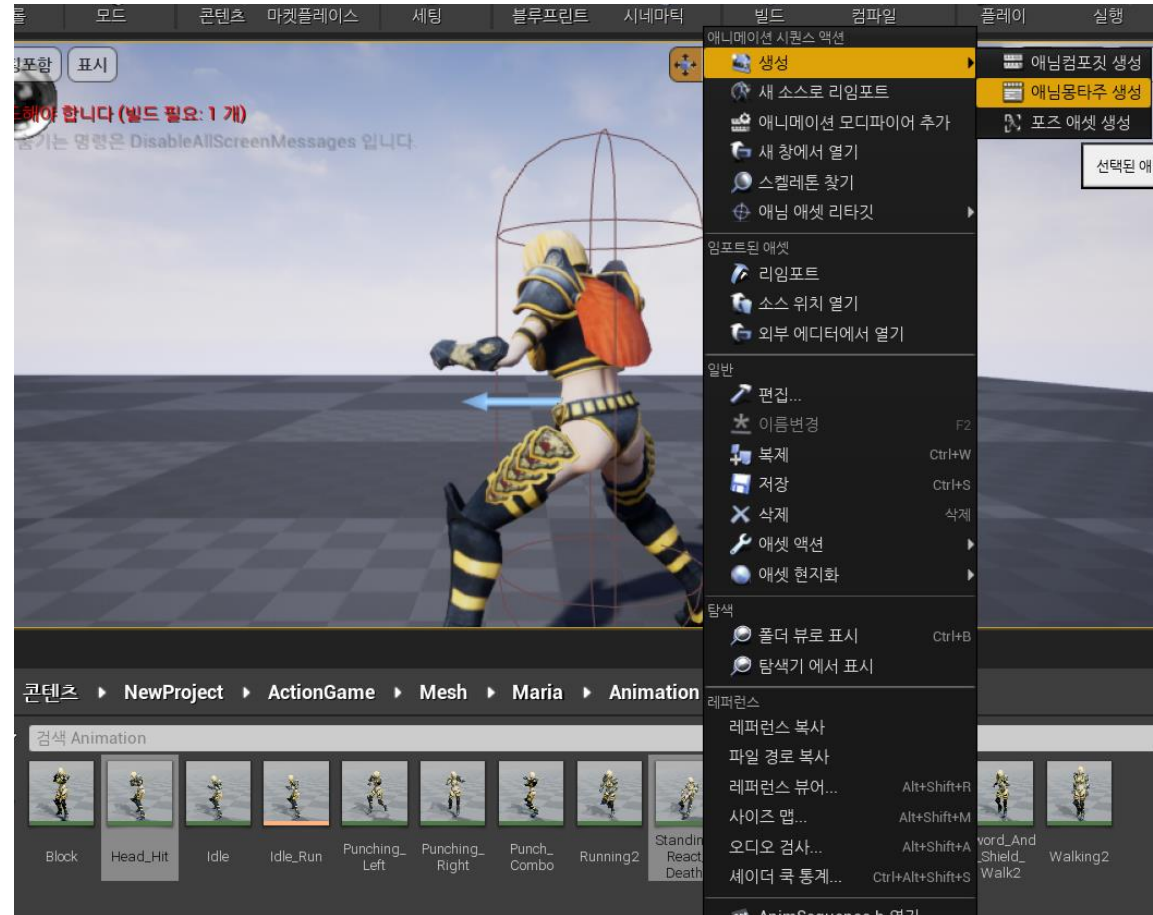 롤 모드 콘텐츠 마켓플레이스 세팅 블루프린트 시네마틱 빌드 컴파일 플레이 실행
표시
해야 합니다 (빌드 필요: 1 개)
숨기는 명령은 DisableAllScreenMessages 입니다
애니메이션 시퀀스 액션
생성
새 소스로 리임포트
애니메이션 모디파이어 추가
새 창에서 열기
스켈레톤 찾기
애님 애셋 리타깃
애님컴포짓 생성
애님몽타주 생성
포즈 애셋 생성
선택된 애
임포트된 애셋
리임포트
소스 위치 열기
외부 에디터에서 열기
일반
편집...
이름변경 F2
복제 Ctrl+W
저장 Ctrl+S
삭제 삭제
애셋 액션
애셋 현지화
탐색
폴더 뷰로 표시 Ctrl+B
탐색기 에서 표시
레퍼런스
레퍼런스 복사
파일 경로 복사
레퍼런스 뷰어... Alt+Shift+R
사이즈 맵... Alt+Shift+M
오디오 검사... Alt+Shift+A
셰이더 쿡 통계... Ctrl+Alt+Shift+S
AnimSequence.h 열기
콘텐츠 NewProject ActionGame Mesh Maria Animation
검색 Animation
Block
Head_Hit
Idle
Idle_Run
Punching_
Left
Punching_
Right
Punch_
Combo
Running2
Standin
React
Death
word_And
Shield_
Walk2
Walking2